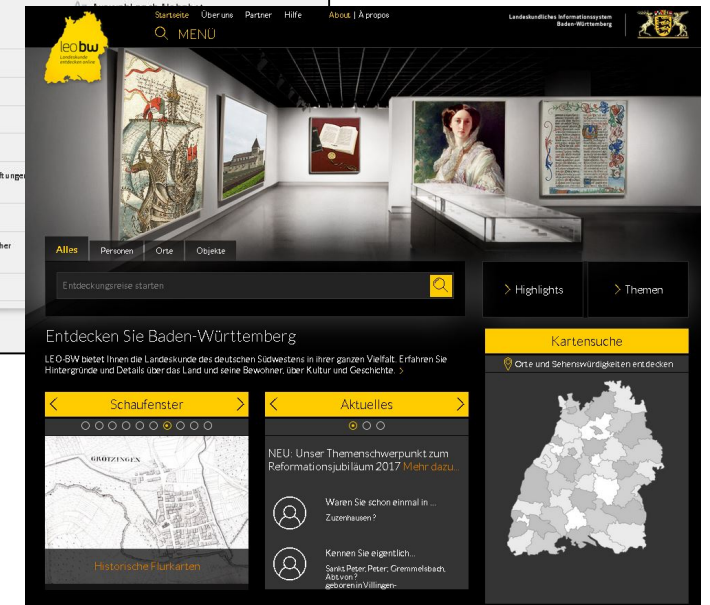 Startseite Über uns Partner Hilfe About | À propos
MENÜ
Landeskundliches Informationssystem
Baden-Württemberg
leobw
Landeskunde
entdecken online
Alles Personen Orte Objekte
Entdeckungsreise starten
> Highlights
> Themen
Entdecken Sie Baden-Württemberg
LEO-BW bietet Ihnen die Landeskunde des deutschen Südwestens in ihrer ganzen Vielfalt. Erfahren Sie
Hintergründe und Details über das Land und seine Bewohner, über Kultur und Geschichte. >
< Schaufenster >
GRÖTZINGEN
Historische Flurkarten
< Aktuelles >
NEU: Unser Themenschwerpunkt zum
Reformationsjubiläum 2017 Mehr dazu...
Waren Sie schon einmal in ...
Zuzenhausen ?
Kennen Sie eigentlich...
Sankt Peter, Peter; Gremmelsbach,
Abt von ?
geboren in Villingen-
Kartensuche
Orte und Sehenswürdigkeiten entdecken